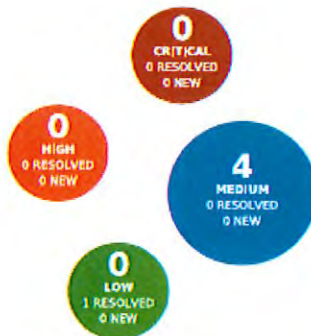 0
CRITICAL
0 RESOLVED
0 NEW
0
HIGH
0 RESOLVED
0 NEW
4
MEDIUM
0 RESOLVED
0 NEW
0
LOW
1 RESOLVED
0 NEW